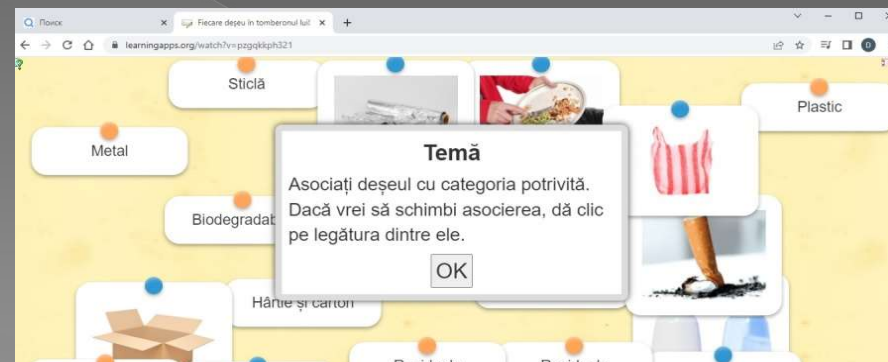 Поиск
Fiecare deșeu în tomberonul lui!
learningapps.org/watch?v=pzgqkkph321
Sticlă
Plastic
Metal
Temă
Asociați deșeul cu categoria potrivită.
Dacă vrei să schimbi asocierea, dă clic
pe legătura dintre ele.
OK
Biodegradab
Hârtie și carton